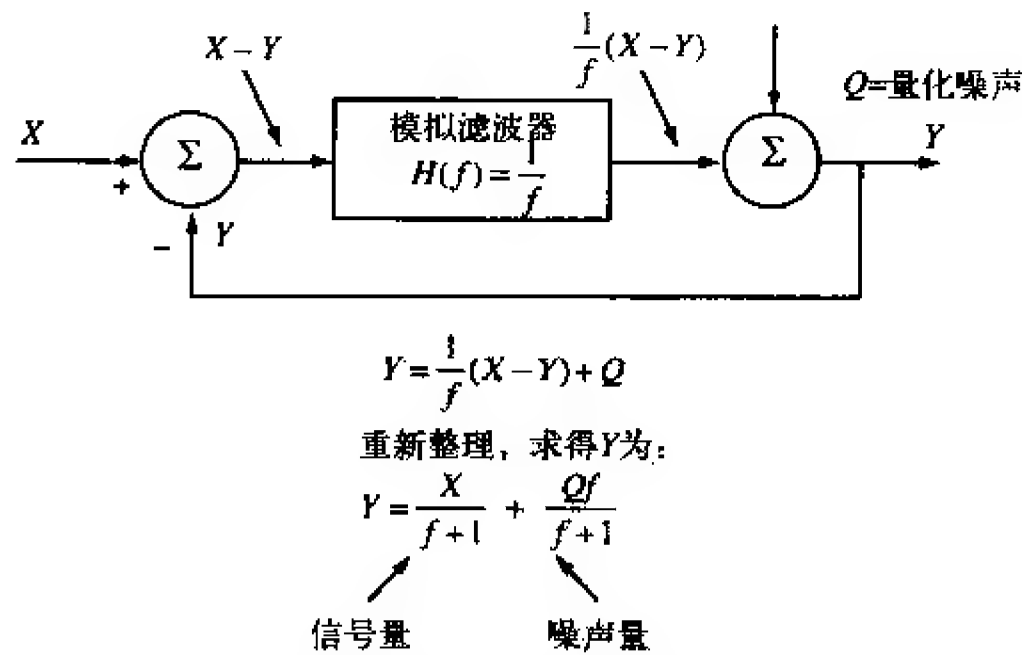 X − Y
1/f (X − Y)
Q=量化噪声
X
Σ
模拟滤波器
H(f) = 1/f
Σ
Y
+
− Y
Y = 1/f (X − Y) + Q
重新整理，求得Y为：
Y = X/(f+1) + Qf/(f+1)
信号量 噪声量